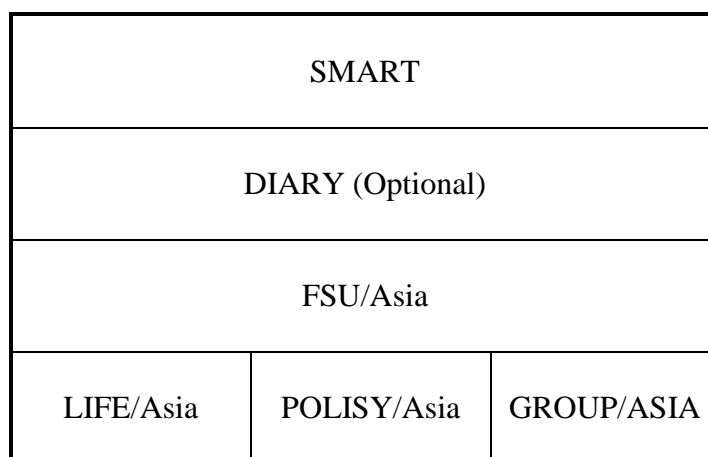 SMART
DIARY (Optional)
FSU/Asia
LIFE/Asia POLISY/Asia GROUP/ASIA